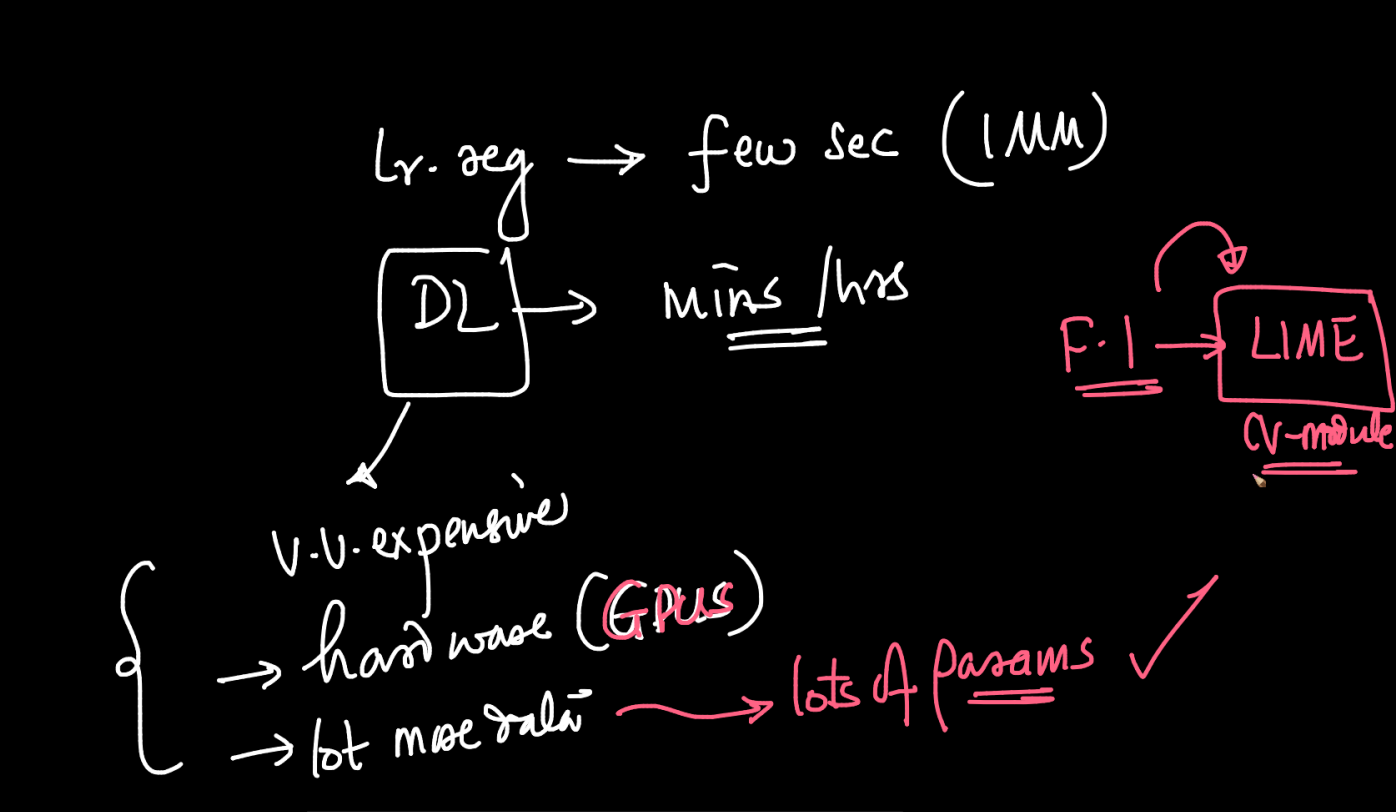 Lr. reg → few sec (1MM)
DL → mins/hrs
F.I → LIME
CV-module
V.V. expensive
→ hardware (GPUs)
→ lot more data → lots of Params ✓